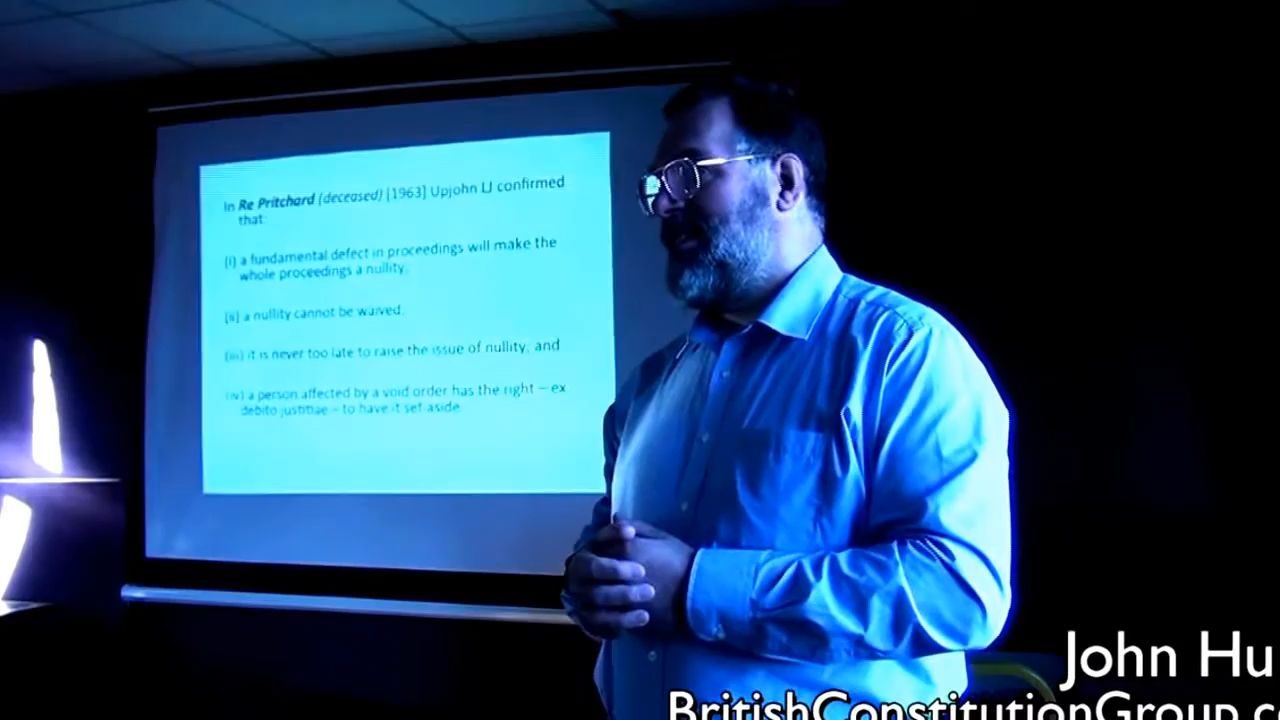 In Re Pritchard (deceased) [1963] Upjohn LJ confirmed
that:
(i) a fundamental defect in proceedings will make the
whole proceedings a nullity;
(ii) a nullity cannot be waived.
(iii) it is never too late to raise the issue of nullity; and
(iv) a person affected by a void order has the right – ex
debito justitiae – to have it set aside.
John Hu
BritishConstitutionGroup.c